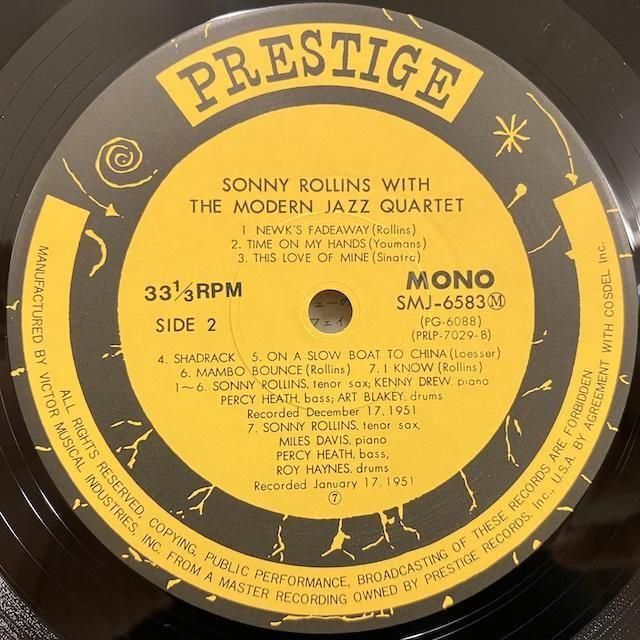 PRESTIGE
SONNY ROLLINS WITH
THE MODERN JAZZ QUARTET
1 NEWK'S FADEAWAY (Rollins)
2. TIME ON MY HANDS (Youmans)
3. THIS LOVE OF MINE (Sinatra)
33⅓RPM
SIDE 2
MONO
SMJ-6583Ⓜ
(PG-6088)
(PRLP-7029-B)
ューの
フェイ
4. SHADRACK 5. ON A SLOW BOAT TO CHINA (Loesser)
6. MAMBO BOUNCE (Rollins) 7. I KNOW (Rollins)
1〜6. SONNY ROLLINS, tenor sax; KENNY DREW, piano
PERCY HEATH, bass; ART BLAKEY, drums
Recorded December 17. 1951
7. SONNY ROLLINS, tenor sax,
MILES DAVIS, piano
PERCY HEATH, bass,
ROY HAYNES, drums
Recorded January 17. 1951
⑦
MANUFACTURED BY VICTOR MUSICAL INDUSTRIES, INC. FROM A MASTER RECORDING OWNED BY PRESTIGE RECORDS, Inc., U.S.A. BY AGREEMENT WITH COSDEL Inc.
ALL RIGHTS RESERVED, COPYING, PUBLIC PERFORMANCE, BROADCASTING OF THESE RECORDS ARE FORBIDDEN